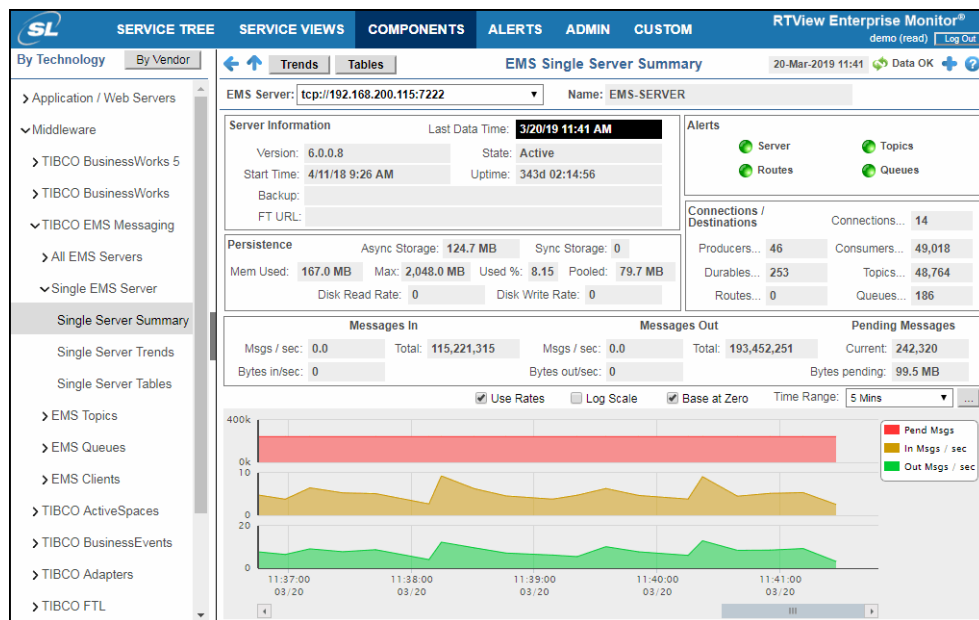 SL SERVICE TREE SERVICE VIEWS COMPONENTS ALERTS ADMIN CUSTOM RTView Enterprise Monitor®
demo (read) Log Out
By Technology By Vendor
Application / Web Servers
Middleware
TIBCO BusinessWorks 5
TIBCO BusinessWorks
TIBCO EMS Messaging
All EMS Servers
Single EMS Server
Single Server Summary
Single Server Trends
Single Server Tables
EMS Topics
EMS Queues
EMS Clients
TIBCO ActiveSpaces
TIBCO BusinessEvents
TIBCO Adapters
TIBCO FTL
Trends Tables EMS Single Server Summary 20-Mar-2019 11:41 Data OK + ?
EMS Server: tcp://192.168.200.115:7222 Name: EMS-SERVER
Server Information Last Data Time: 3/20/19 11:41 AM
Version: 6.0.0.8 State: Active
Start Time: 4/11/18 9:26 AM Uptime: 343d 02:14:56
Backup:
FT URL:
Alerts
Server Topics
Routes Queues
Persistence Async Storage: 124.7 MB Sync Storage: 0
Mem Used: 167.0 MB Max: 2,048.0 MB Used %: 8.15 Pooled: 79.7 MB
Disk Read Rate: 0 Disk Write Rate: 0
Connections /
Destinations Connections... 14
Producers... 46 Consumers... 49,018
Durables... 253 Topics... 48,764
Routes... 0 Queues... 186
Messages In Messages Out Pending Messages
Msgs / sec: 0.0 Total: 115,221,315 Msgs / sec: 0.0 Total: 193,452,251 Current: 242,320
Bytes in/sec: 0 Bytes out/sec: 0 Bytes pending: 99.5 MB
Use Rates Log Scale Base at Zero Time Range: 5 Mins ...
400k
0k
10
0
20
0
Pend Msgs
In Msgs / sec
Out Msgs / sec
11:37:00 11:38:00 11:39:00 11:40:00 11:41:00
03/20 03/20 03/20 03/20 03/20